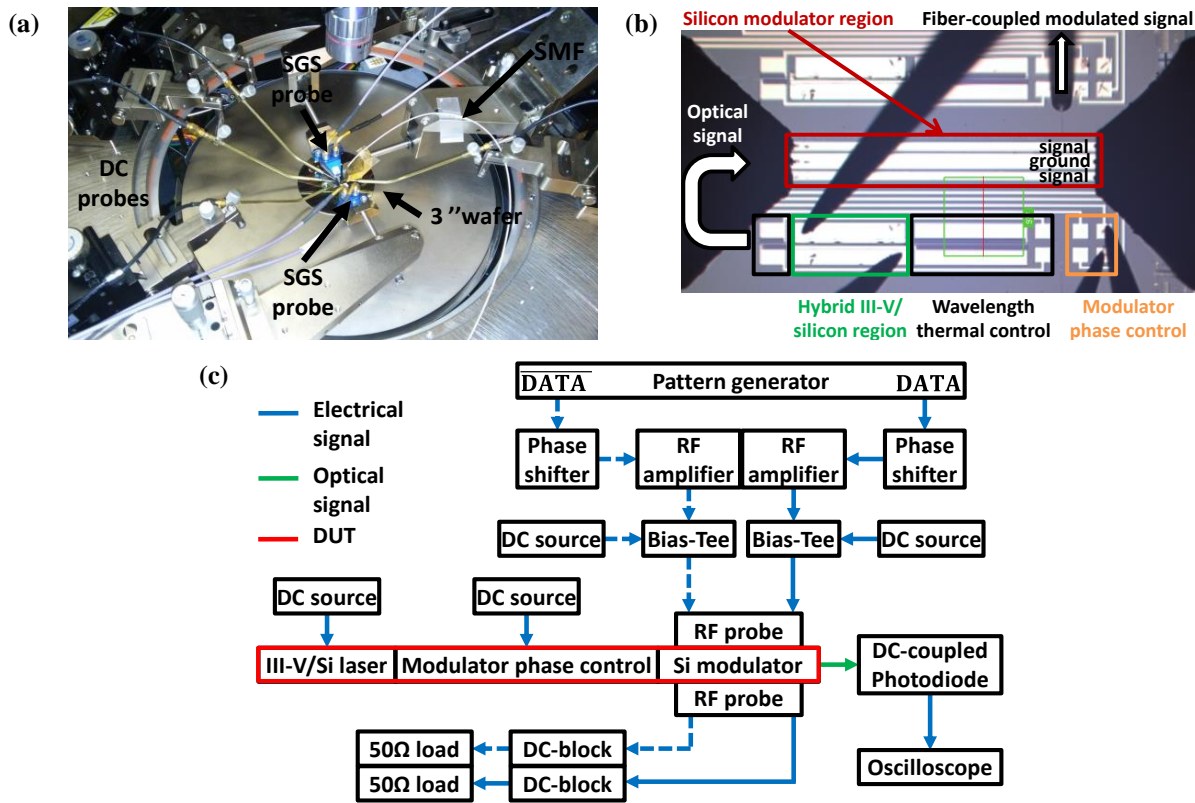 (a)
SGS
probe
SMF
DC
probes
3 ’’wafer
SGS
probe
(b)
Silicon modulator region
Fiber-coupled modulated signal
Optical
signal
signal
ground
signal
Hybrid III-V/
silicon region
Wavelength
thermal control
Modulator
phase control
(c)
Electrical
signal
Optical
signal
DUT
DATA Pattern generator DATA
Phase
shifter
RF
amplifier
RF
amplifier
Phase
shifter
DC source
Bias-Tee
Bias-Tee
DC source
DC source
DC source
RF probe
III-V/Si laser
Modulator phase control
Si modulator
RF probe
DC-coupled
Photodiode
50Ω load
DC-block
50Ω load
DC-block
Oscilloscope